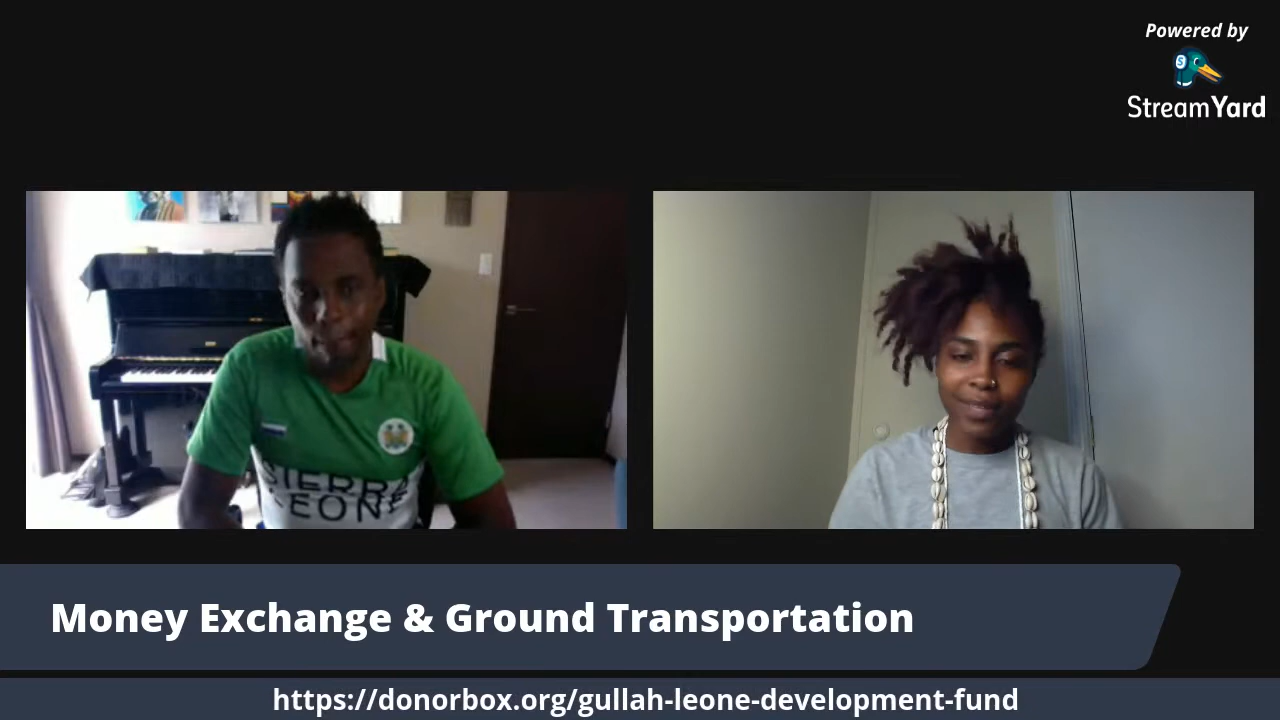 Powered by
S
StreamYard
SIERRA
LEONE
Money Exchange & Ground Transportation
https://donorbox.org/gullah-leone-development-fund